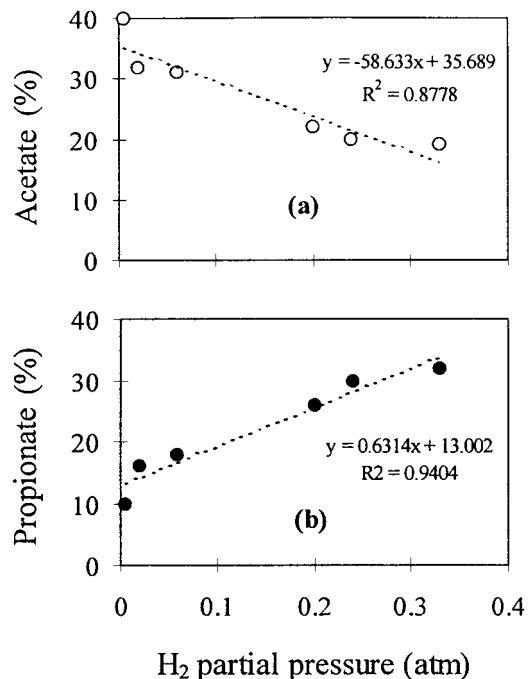 40
30
20
10
0
Acetate (%)
y = -58.633x + 35.689
R² = 0.8778
(a)
40
30
20
10
0
Propionate (%)
y = 0.6314x + 13.002
R2 = 0.9404
(b)
0 0.1 0.2 0.3 0.4
H₂ partial pressure (atm)